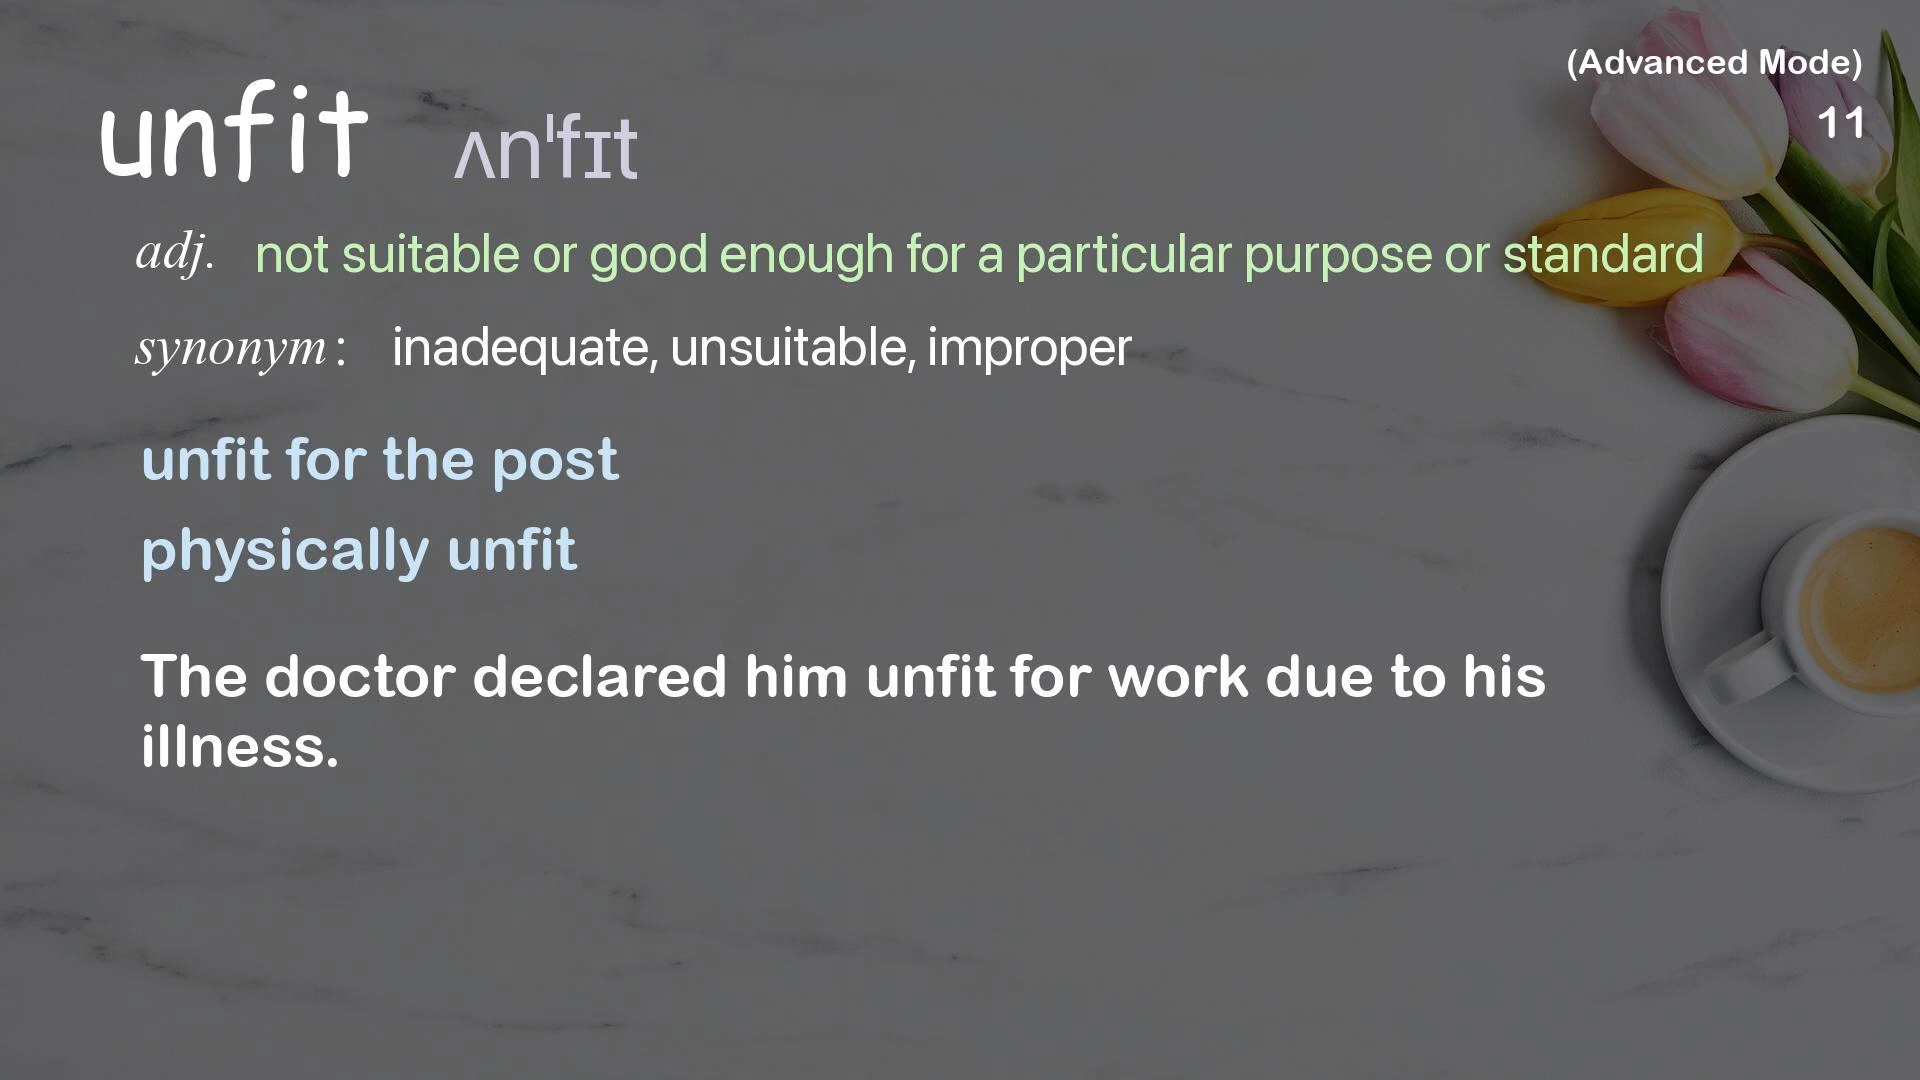 (Advanced Mode)
11
unfit ʌnˈfɪt
adj. not suitable or good enough for a particular purpose or standard
synonym: inadequate, unsuitable, improper
unfit for the post
physically unfit
The doctor declared him unfit for work due to his
illness.